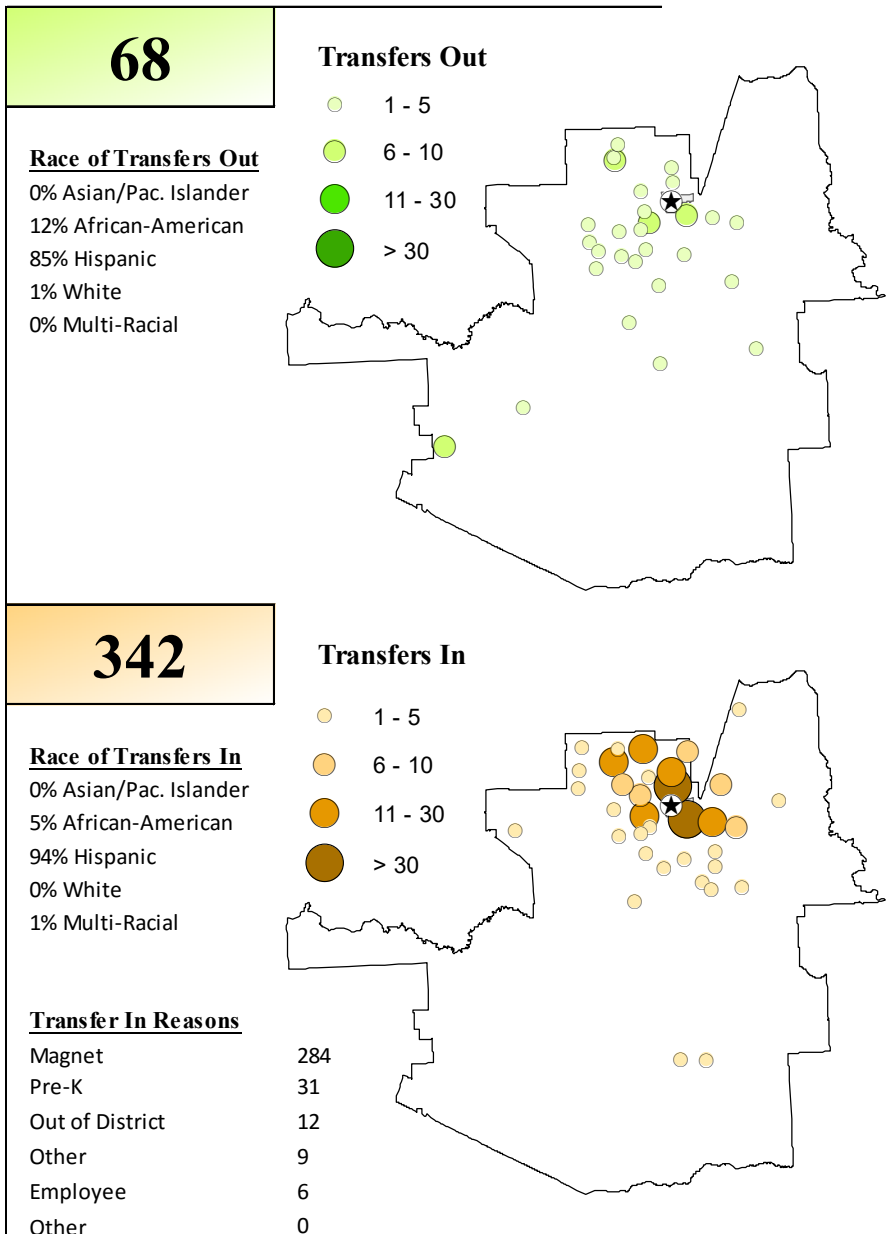 68
Transfers Out
1 - 5
6 - 10
11 - 30
> 30
Race of Transfers Out
0% Asian/Pac. Islander
12% African-American
85% Hispanic
1% White
0% Multi-Racial
342
Transfers In
1 - 5
6 - 10
11 - 30
> 30
Race of Transfers In
0% Asian/Pac. Islander
5% African-American
94% Hispanic
0% White
1% Multi-Racial
Transfer In Reasons
Magnet 284
Pre-K 31
Out of District 12
Other 9
Employee 6
Other 0